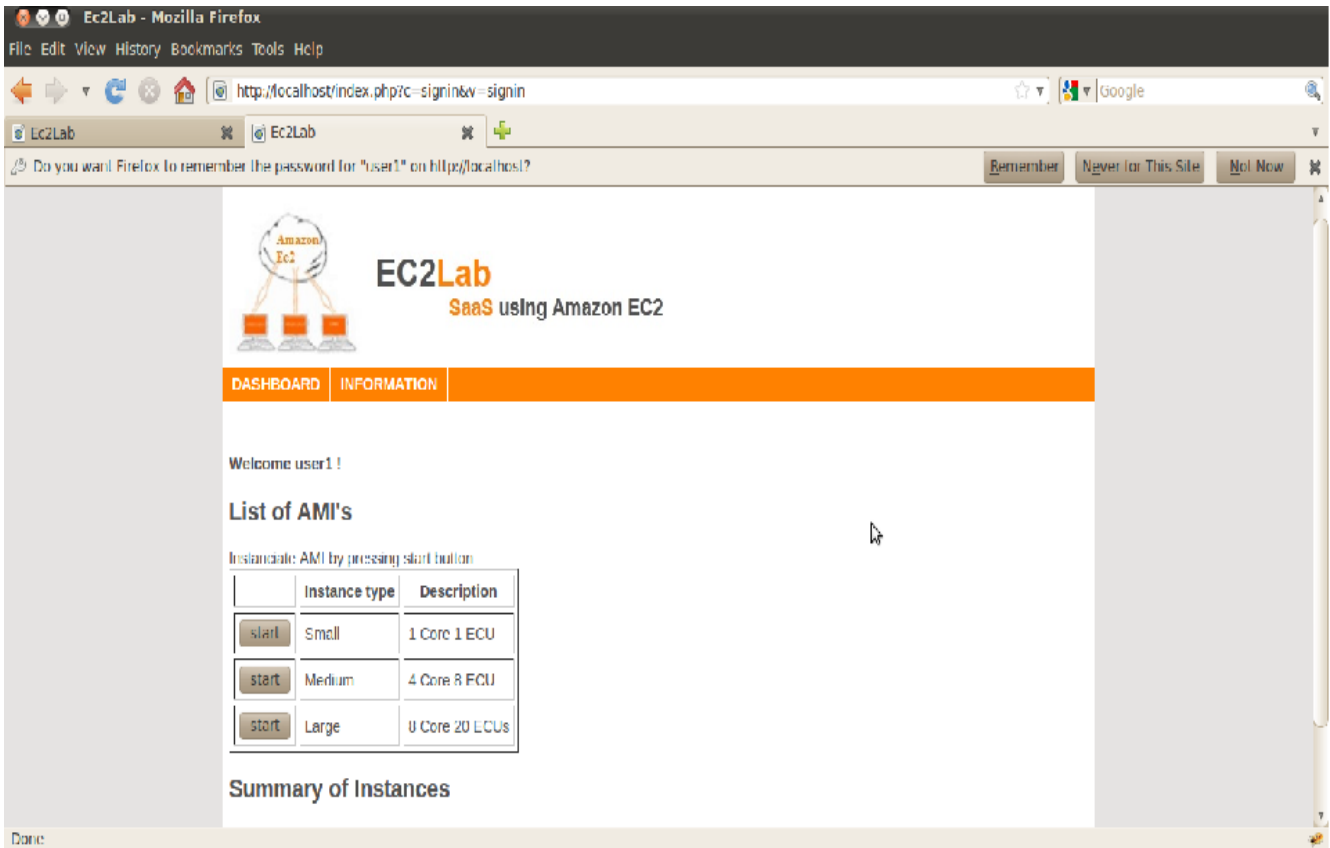 Ec2Lab - Mozilla Firefox
File Edit View History Bookmarks Tools Help
http://localhost/index.php?c=signin&v=signin
Google
Ec2Lab
Ec2Lab
Do you want Firefox to remember the password for "user1" on http://localhost?
Remember
Never for This Site
Not Now
Amazon
Ec2
EC2Lab
SaaS using Amazon EC2
DASHBOARD INFORMATION
Welcome user1 !
List of AMI's
Instanciate AMI by pressing start button
Instance type Description
start Small 1 Core 1 ECU
start Medium 4 Core 8 ECU
start Large 8 Core 20 ECUs
Summary of Instances
Done